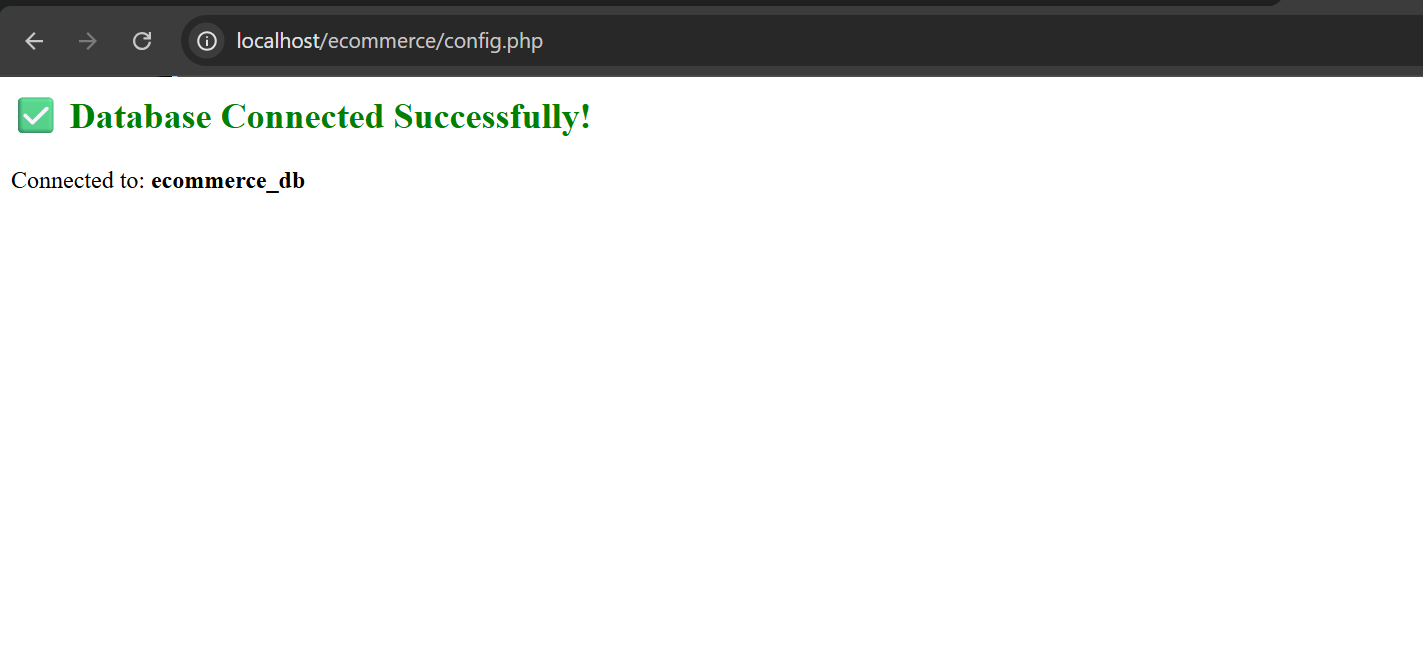 localhost/ecommerce/config.php
✅ Database Connected Successfully!
Connected to: ecommerce_db